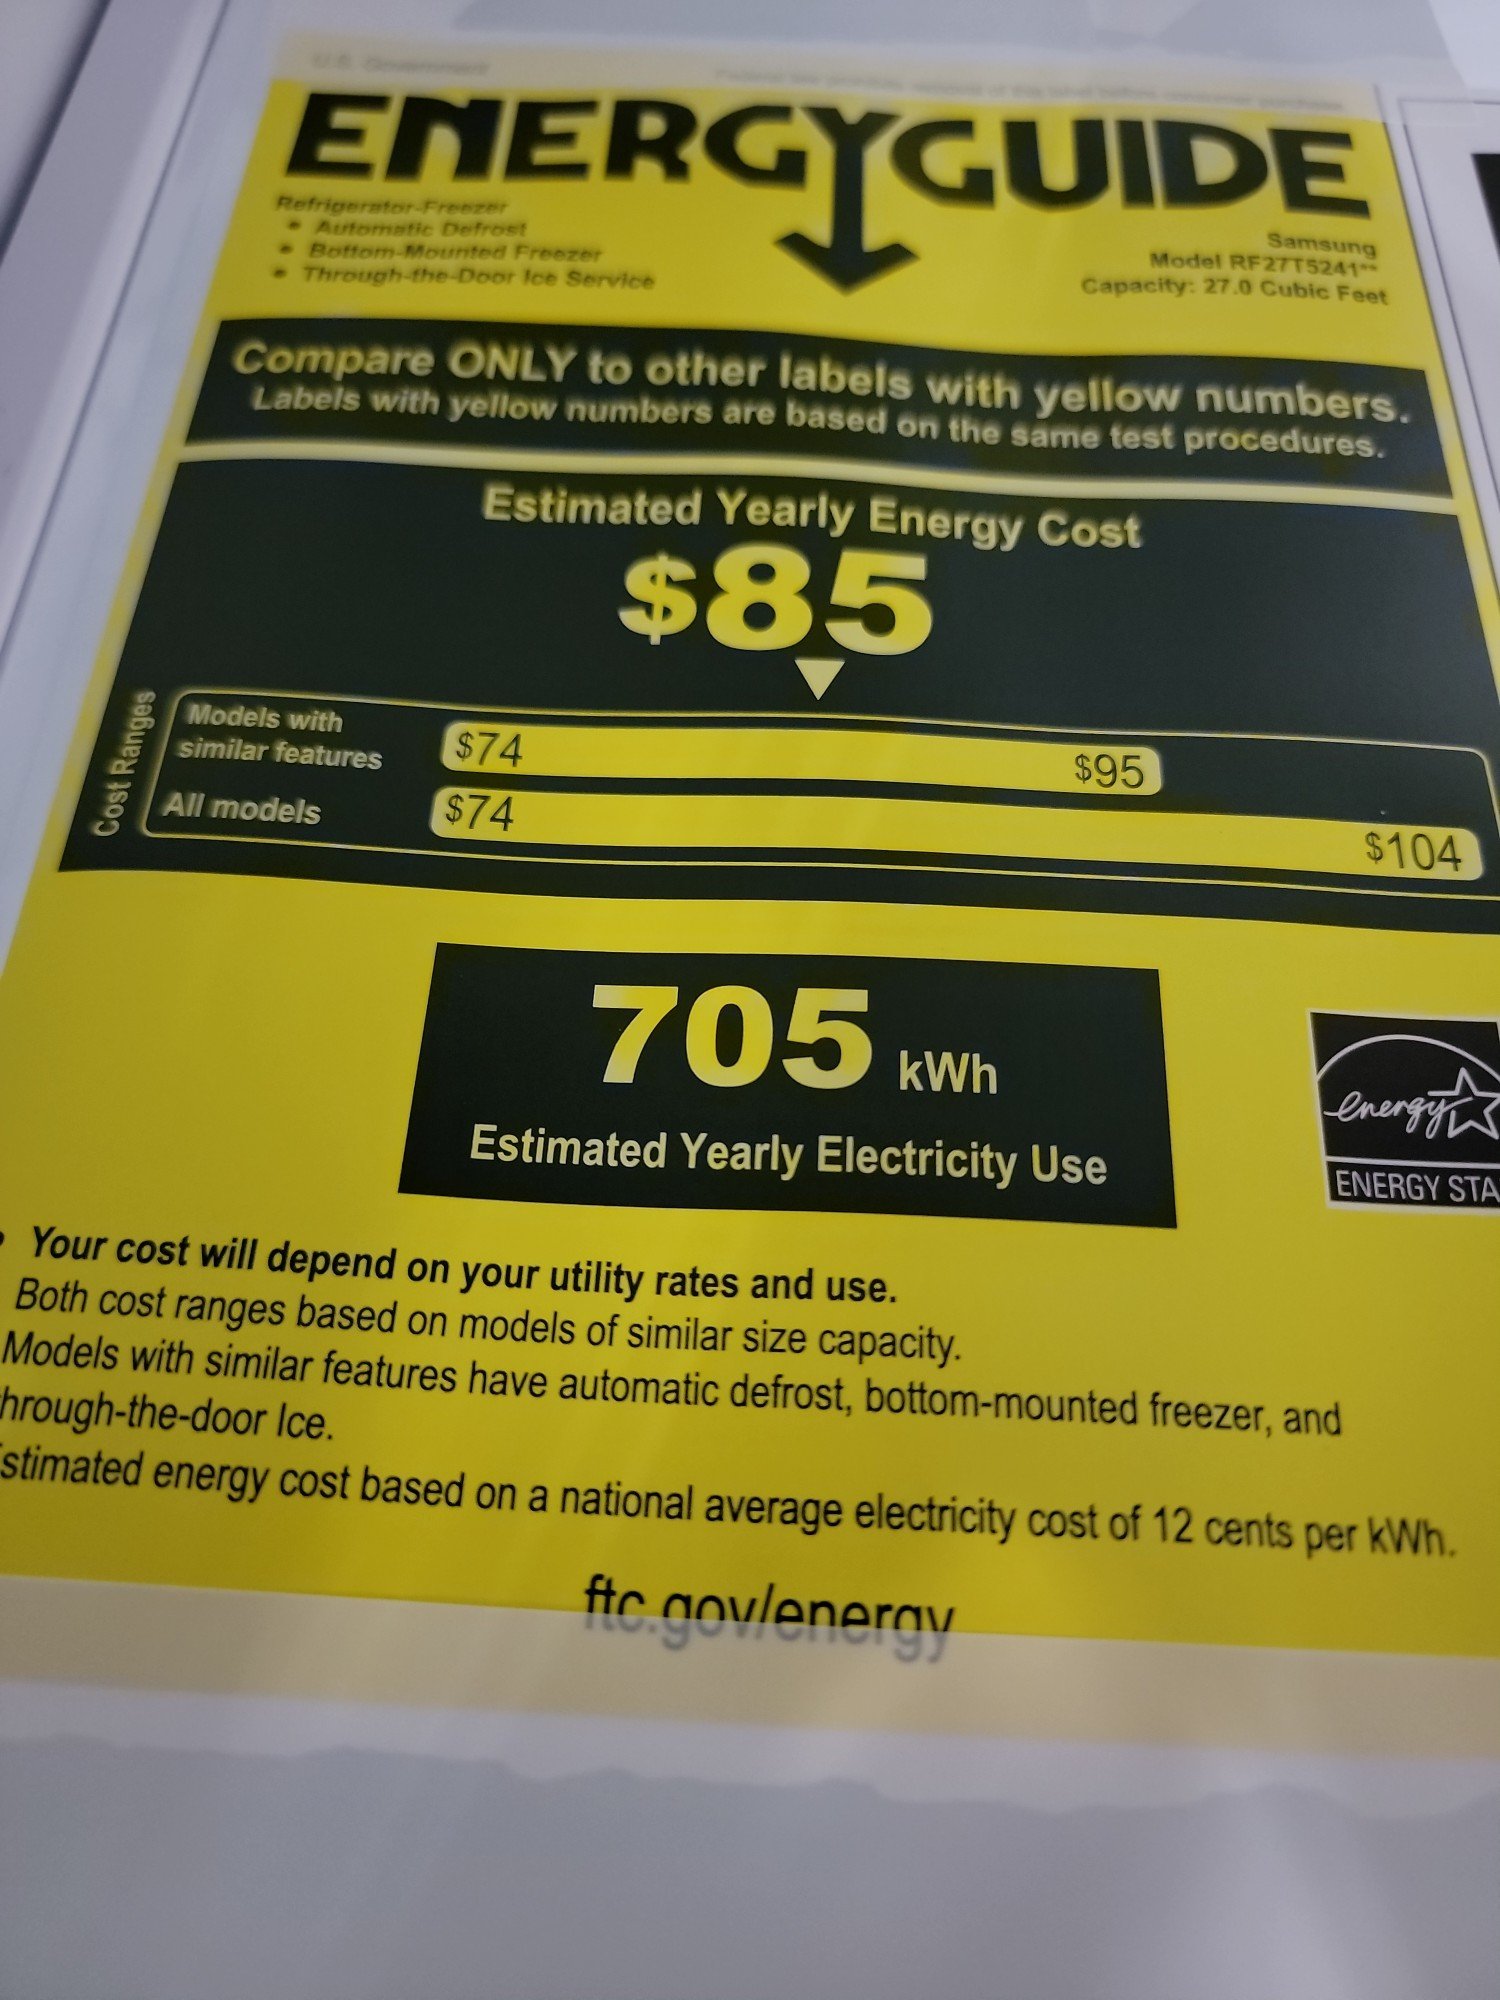 U.S. Government
ENERGYGUIDE
Refrigerator-Freezer
• Automatic Defrost
• Bottom-Mounted Freezer
• Through-the-Door Ice Service
Samsung
Model RF27T5241**
Capacity: 27.0 Cubic Feet
Compare ONLY to other labels with yellow numbers.
Labels with yellow numbers are based on the same test procedures.
Estimated Yearly Energy Cost
$85
Cost Ranges
Models with
similar features
$74 $95
All models
$74 $104
705 kWh
Estimated Yearly Electricity Use
energy
ENERGY STA
• Your cost will depend on your utility rates and use.
Both cost ranges based on models of similar size capacity.
Models with similar features have automatic defrost, bottom-mounted freezer, and
hrough-the-door Ice.
stimated energy cost based on a national average electricity cost of 12 cents per kWh.
ftc.gov/energy